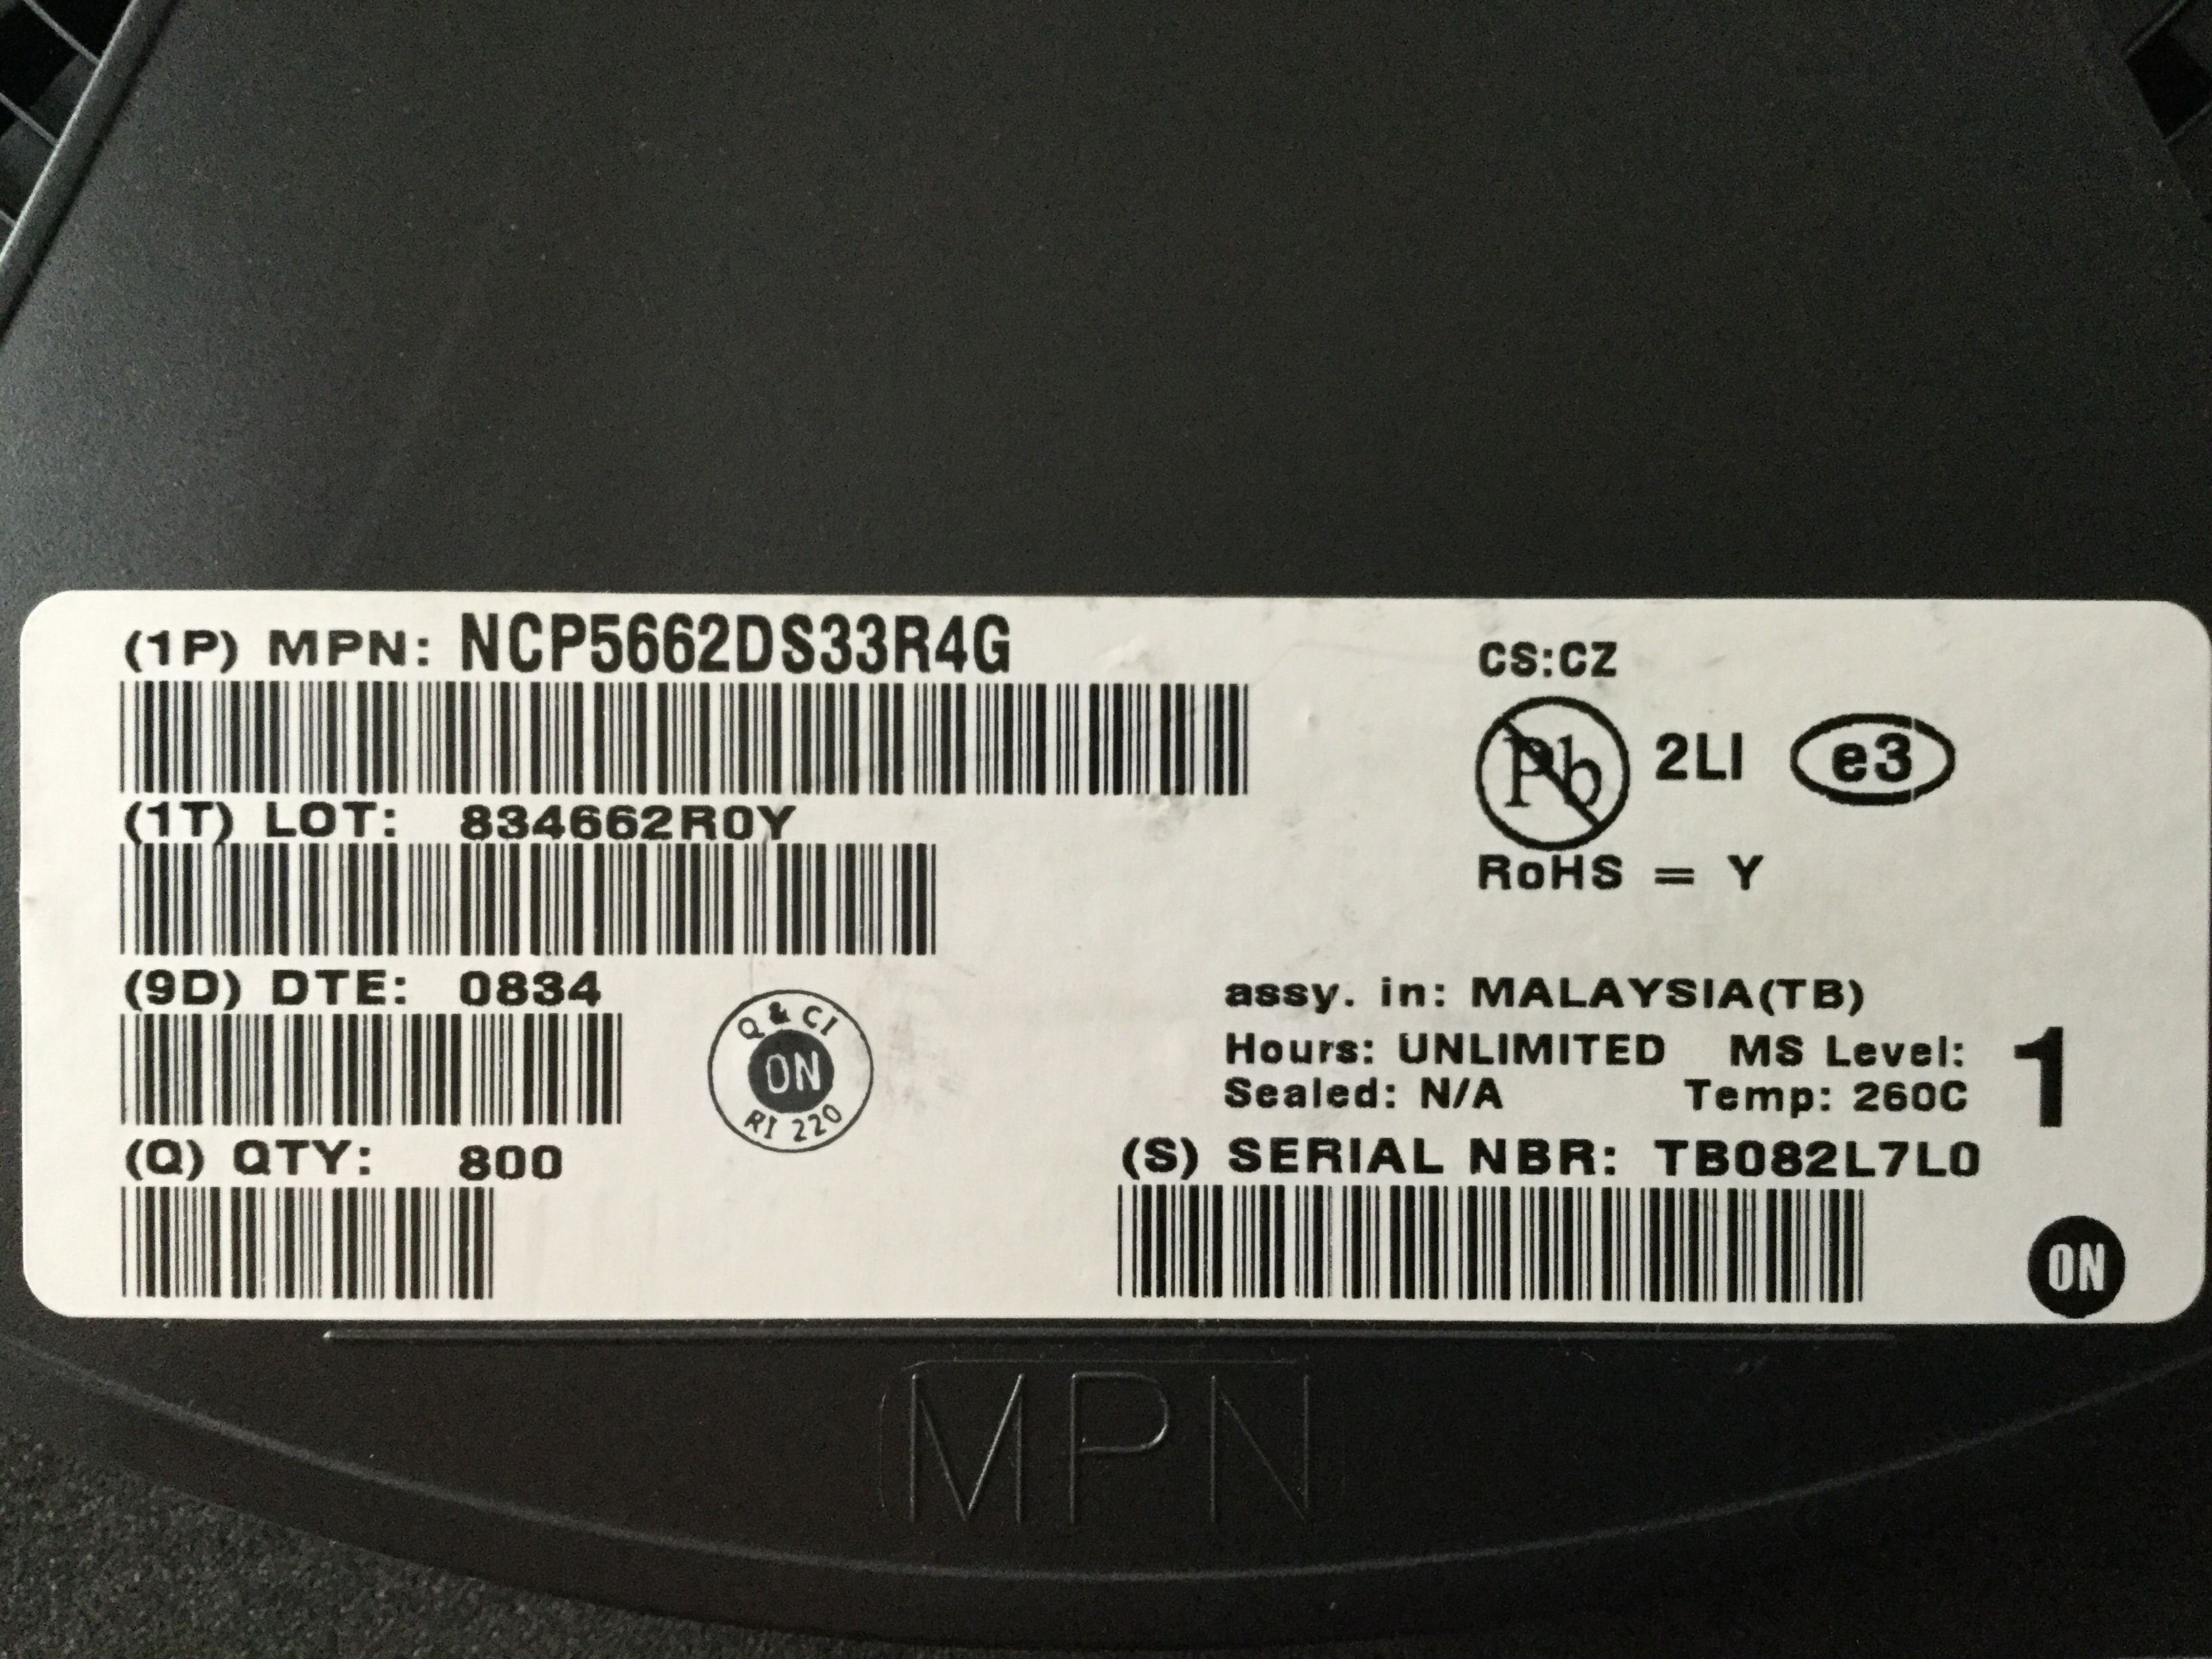 (1P) MPN: NCP5662DS33R4G
CS:CZ
Pb 2LI e3
(1T) LOT: 834662R0Y
RoHS = Y
(9D) DTE: 0834
assy. in: MALAYSIA(TB)
Q & CI
ON
RI 220
Hours: UNLIMITED MS Level: 1
Sealed: N/A Temp: 260C
(Q) QTY: 800
(S) SERIAL NBR: TB082L7L0
ON
MPN